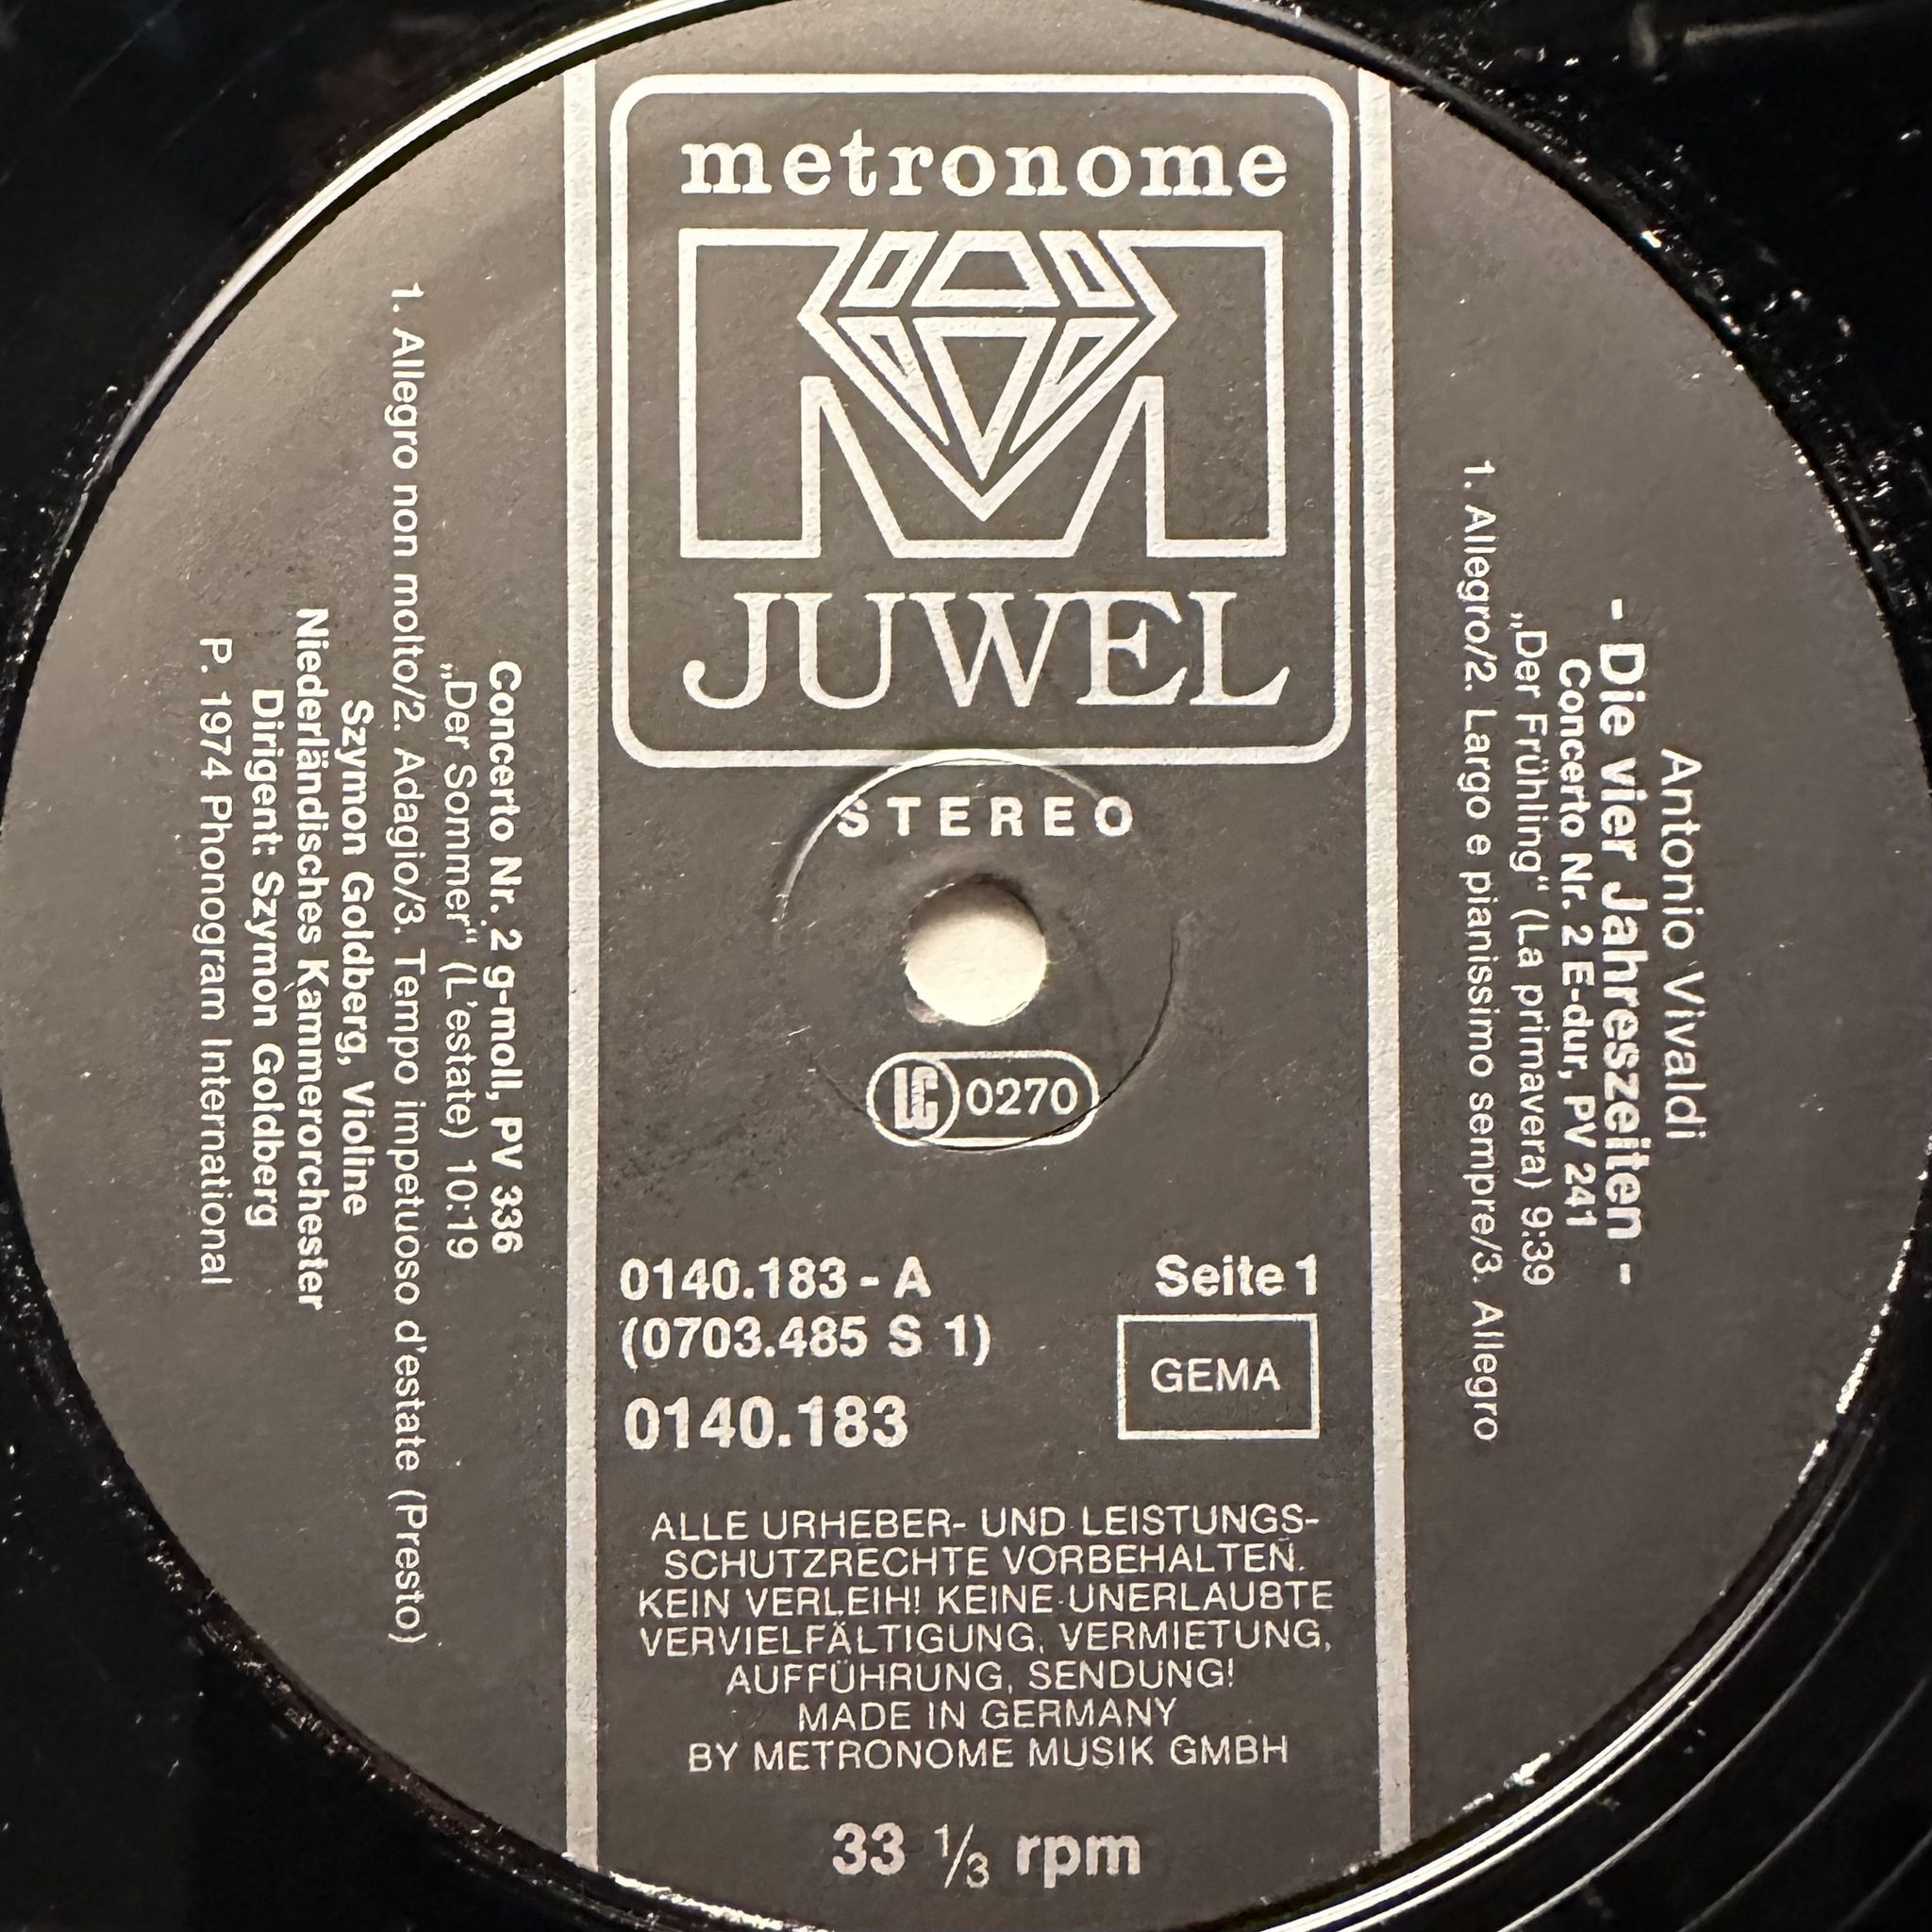 metronome
JUWEL
STEREO
LC 0270
0140.183 - A
(0703.485 S 1)
0140.183
Seite 1
GEMA
ALLE URHEBER- UND LEISTUNGS-
SCHUTZRECHTE VORBEHALTEN.
KEIN VERLEIH! KEINE UNERLAUBTE
VERVIELFÄLTIGUNG, VERMIETUNG,
AUFFÜHRUNG, SENDUNG!
MADE IN GERMANY
BY METRONOME MUSIK GMBH
33 1/3 rpm
Antonio Vivaldi
- Die vier Jahreszeiten -
Concerto Nr. 2 E-dur, PV 241
„Der Frühling“ (La primavera) 9:39
1. Allegro/2. Largo e pianissimo sempre/3. Allegro
Concerto Nr. 2 g-moll, PV 336
„Der Sommer“ (L'estate) 10:19
1. Allegro non molto/2. Adagio/3. Tempo impetuoso d'estate (Presto)
Szymon Goldberg, Violine
Niederländisches Kammerorchester
Dirigent: Szymon Goldberg
P. 1974 Phonogram International